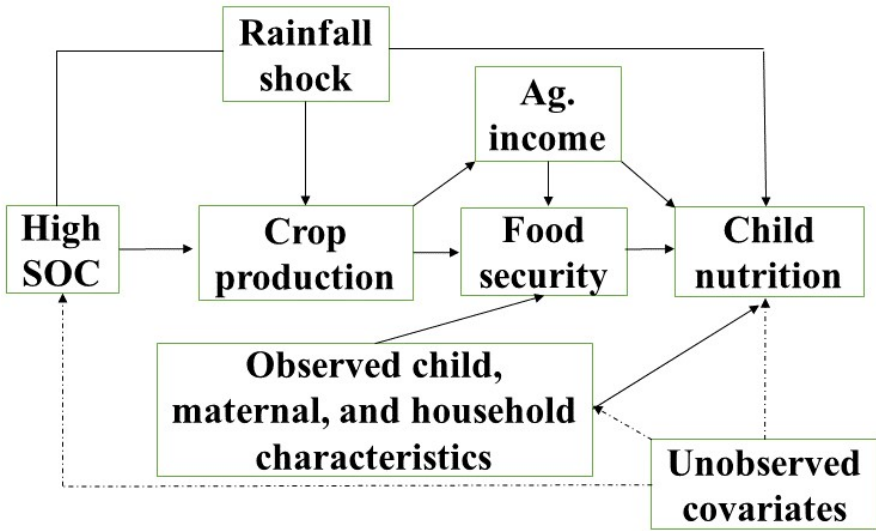 Rainfall
shock
Ag.
income
High
SOC
Crop
production
Food
security
Child
nutrition
Observed child,
maternal, and household
characteristics
Unobserved
covariates